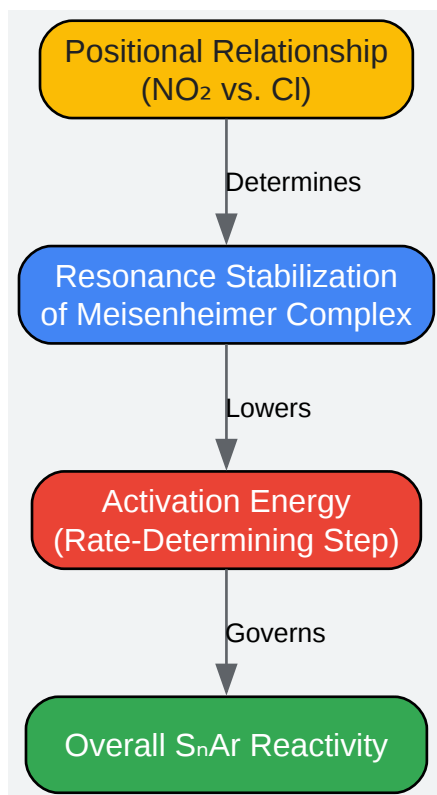 Positional Relationship
(NO₂ vs. Cl)
Determines
Resonance Stabilization
of Meisenheimer Complex
Lowers
Activation Energy
(Rate-Determining Step)
Governs
Overall SₙAr Reactivity